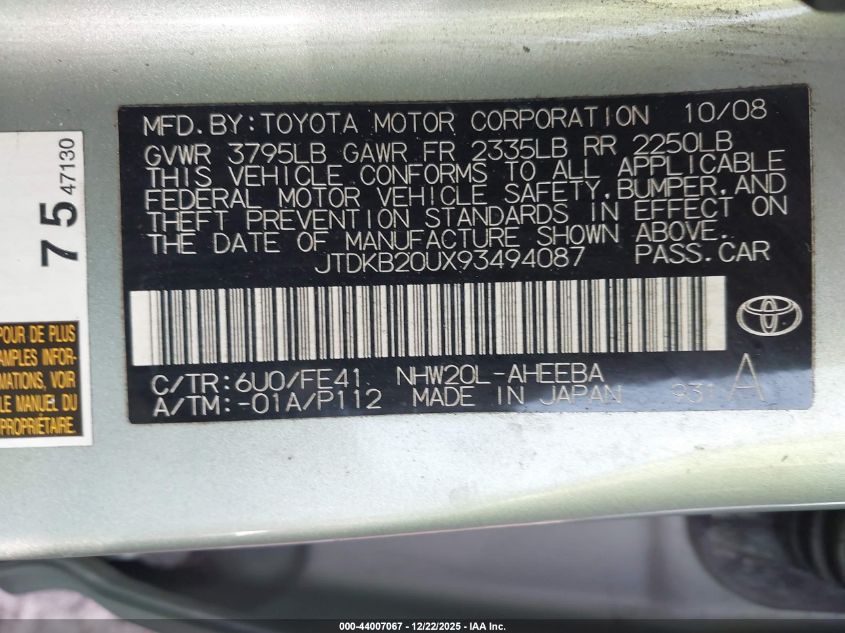 MFD. BY: TOYOTA MOTOR CORPORATION 10/08
GVWR 3795LB GAWR FR 2335LB RR 2250LB
THIS VEHICLE CONFORMS TO ALL APPLICABLE
FEDERAL MOTOR VEHICLE SAFETY, BUMPER, AND
THEFT PREVENTION STANDARDS IN EFFECT ON
THE DATE OF MANUFACTURE SHOWN ABOVE.
JTDKB20UX93494087 PASS. CAR
C/TR: 6U0/FE41 NHW20L-AHEEBA
A/TM: -01A/P112 MADE IN JAPAN 931 A
75 47130
POUR DE PLUS
AMPLES INFOR-
MATIONS, VOIR
LE MANUEL DU
PROPRIÉTAIRE.
000-44007067 - 12/22/2025 - IAA Inc.